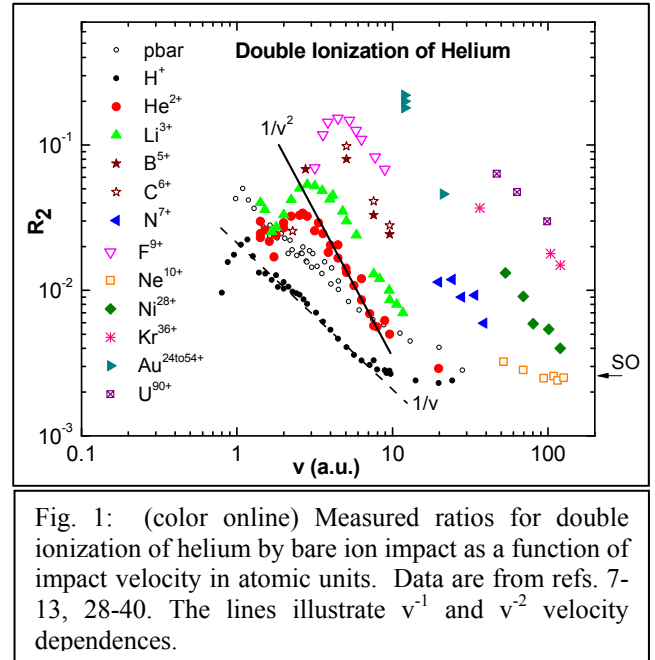 Double Ionization of Helium
pbar
H+
He2+
Li3+
B5+
C6+
N7+
F9+
Ne10+
Ni28+
Kr36+
Au24to54+
U90+
1/v2
1/v
SO
R2
10-1
10-2
10-3
0.1
1
10
100
v (a.u.)
Fig. 1: (color online) Measured ratios for double
ionization of helium by bare ion impact as a function of
impact velocity in atomic units. Data are from refs. 7-
13, 28-40. The lines illustrate v-1 and v-2 velocity
dependences.